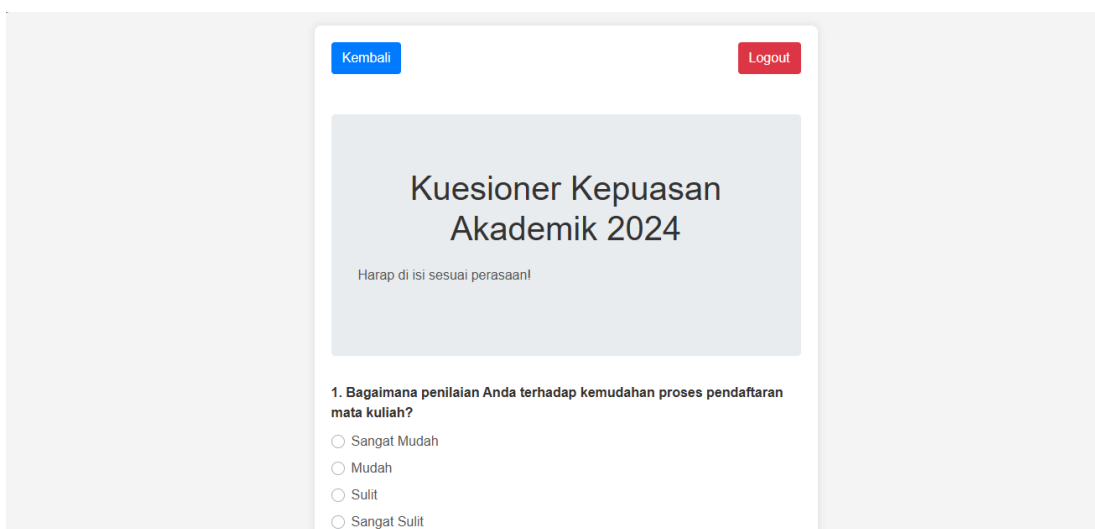 Kembali
Logout
Kuesioner Kepuasan
Akademik 2024
Harap di isi sesuai perasaan!
1. Bagaimana penilaian Anda terhadap kemudahan proses pendaftaran
mata kuliah?
Sangat Mudah
Mudah
Sulit
Sangat Sulit